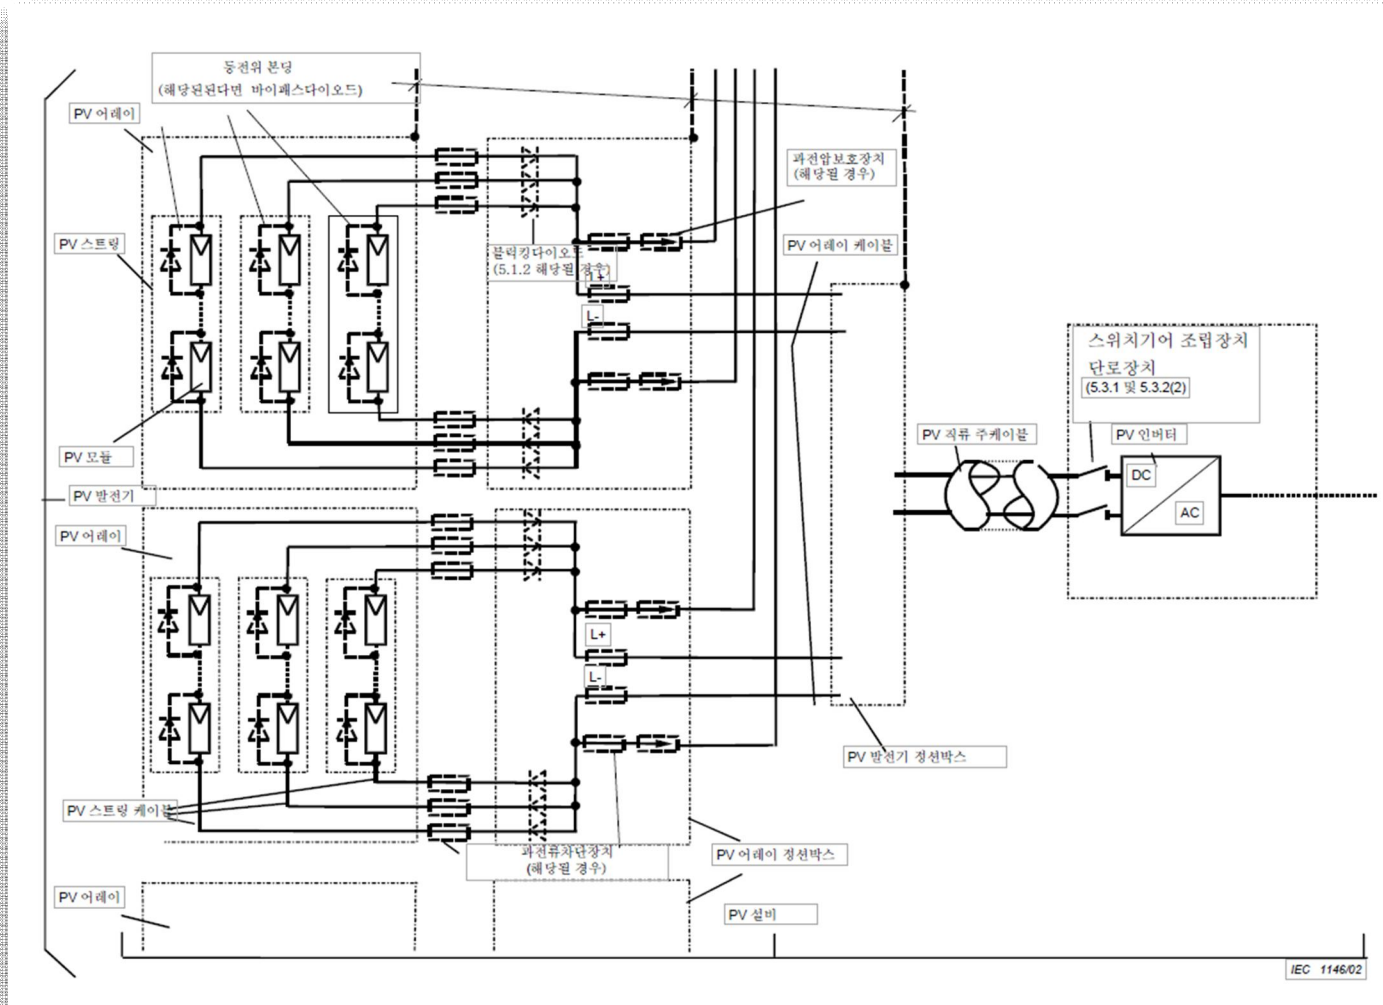 등전위 본딩
(해당된된다면 바이패스다이오드)
PV 어레이
과전압보호장치
(해당될 경우)
PV 스트링
PV 어레이 케이블
블럭킹다이오드
(5.1.2 해당될 경우)
L+
L-
스위치기어 조립장치
단로장치
(5.3.1 및 5.3.2(2)
PV 직류 주케이블
PV 인버터
PV 모듈
DC
AC
PV 발전기
PV 어레이
L+
L-
PV 발전기 정션박스
PV 스트링 케이블
과전류차단장치
(해당될 경우)
PV 어레이 정션박스
PV 어레이
PV 설비
IEC 1146/02